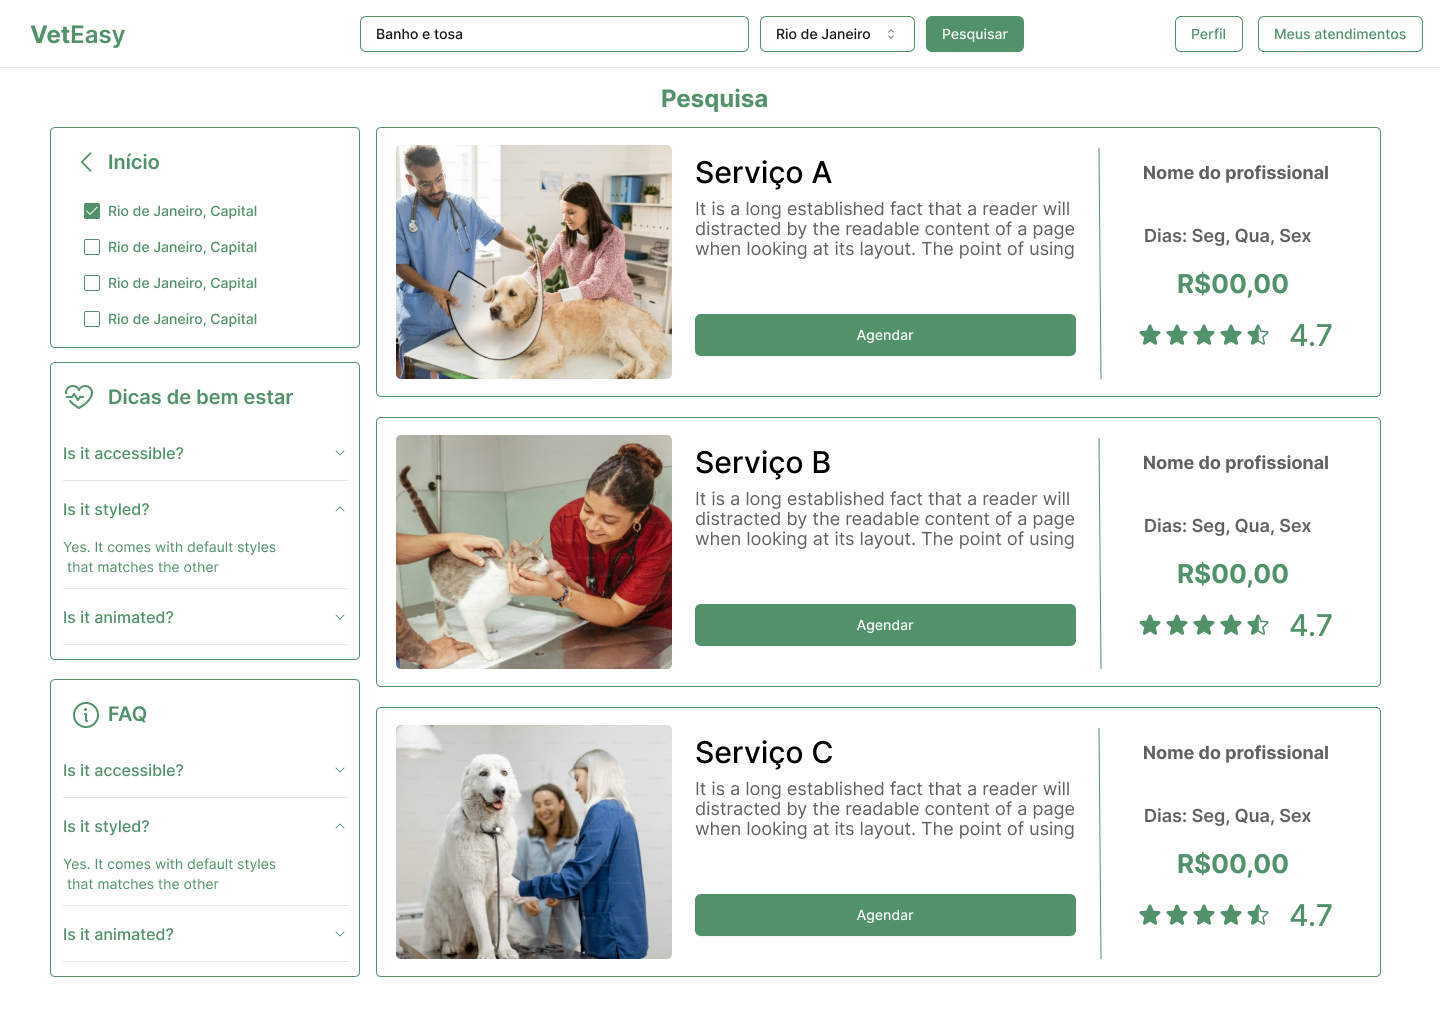 VetEasy
Banho e tosa
Rio de Janeiro
Pesquisar
Perfil
Meus atendimentos
Pesquisa
Início
Rio de Janeiro, Capital
Rio de Janeiro, Capital
Rio de Janeiro, Capital
Rio de Janeiro, Capital
Dicas de bem estar
Is it accessible?
Is it styled?
Yes. It comes with default styles
that matches the other
Is it animated?
FAQ
Is it accessible?
Is it styled?
Yes. It comes with default styles
that matches the other
Is it animated?
Serviço A
It is a long established fact that a reader will
distracted by the readable content of a page
when looking at its layout. The point of using
Agendar
Nome do profissional
Dias: Seg, Qua, Sex
R$00,00
4.7
Serviço B
It is a long established fact that a reader will
distracted by the readable content of a page
when looking at its layout. The point of using
Agendar
Nome do profissional
Dias: Seg, Qua, Sex
R$00,00
4.7
Serviço C
It is a long established fact that a reader will
distracted by the readable content of a page
when looking at its layout. The point of using
Agendar
Nome do profissional
Dias: Seg, Qua, Sex
R$00,00
4.7